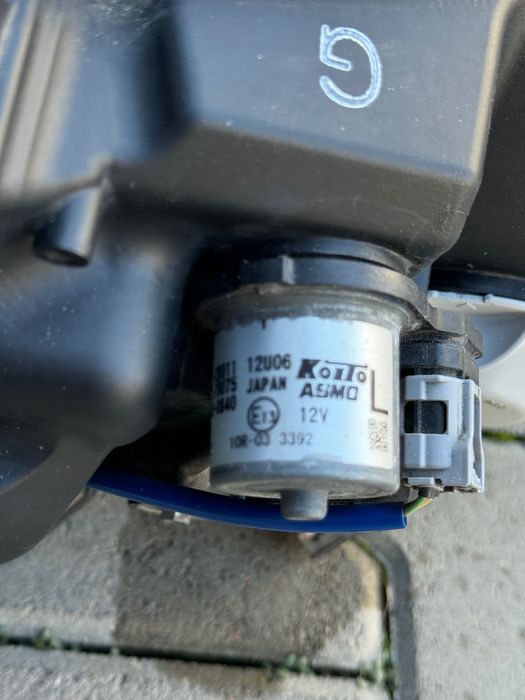 G
12U06 KOITO
JAPAN ASMO L
E13 12V
10R-03 3392